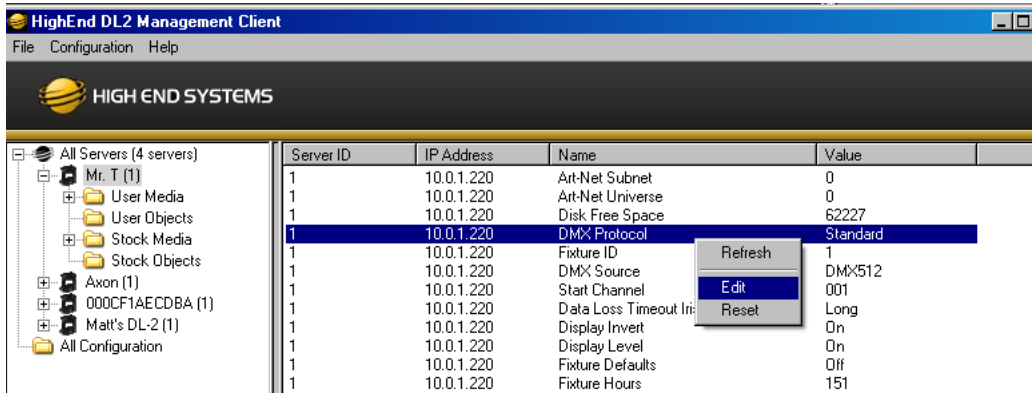 HighEnd DL2 Management Client
File Configuration Help
HIGH END SYSTEMS
All Servers (4 servers)
Mr. T (1)
User Media
User Objects
Stock Media
Stock Objects
Axon (1)
000CF1AECDBA (1)
Matt's DL-2 (1)
All Configuration
Server ID IP Address Name Value
1 10.0.1.220 Art-Net Subnet 0
1 10.0.1.220 Art-Net Universe 0
1 10.0.1.220 Disk Free Space 62227
1 10.0.1.220 DMX Protocol Standard
1 10.0.1.220 Fixture ID 1
1 10.0.1.220 DMX Source DMX512
1 10.0.1.220 Start Channel 001
1 10.0.1.220 Data Loss Timeout Long
1 10.0.1.220 Display Invert On
1 10.0.1.220 Display Level On
1 10.0.1.220 Fixture Defaults Off
1 10.0.1.220 Fixture Hours 151
Refresh
Edit
Reset